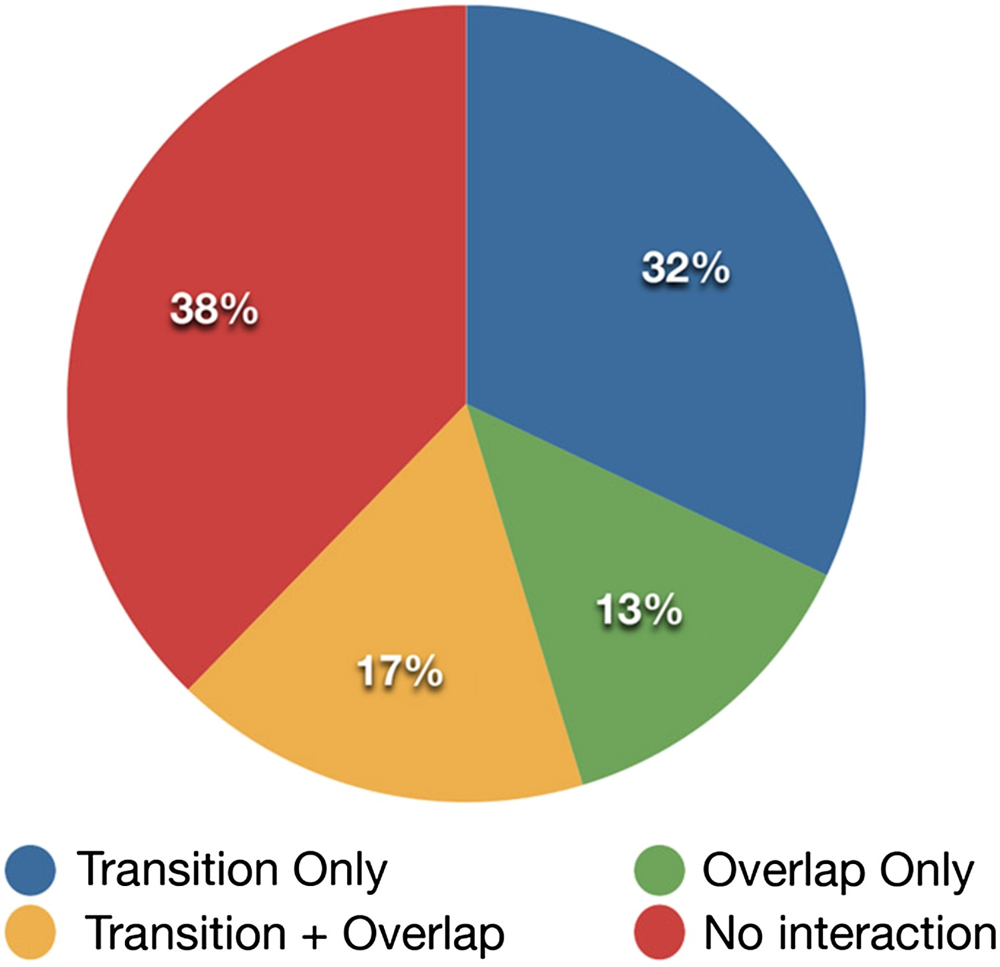 32%
38%
13%
17%
Transition Only
Overlap Only
Transition + Overlap
No interaction